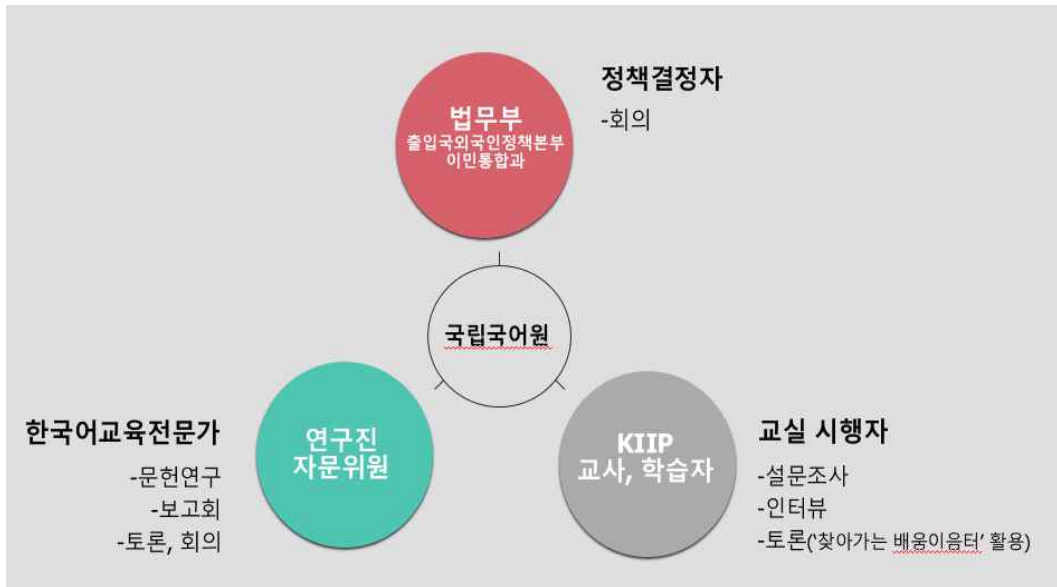 법무부
출입국외국인정책본부
이민통합과
정책결정자
-회의
국립국어원
한국어교육전문가
-문헌연구
-보고회
-토론, 회의
연구진
자문위원
KIIP
교사, 학습자
교실 시행자
-설문조사
-인터뷰
-토론(‘찾아가는 배움이음터’ 활용)